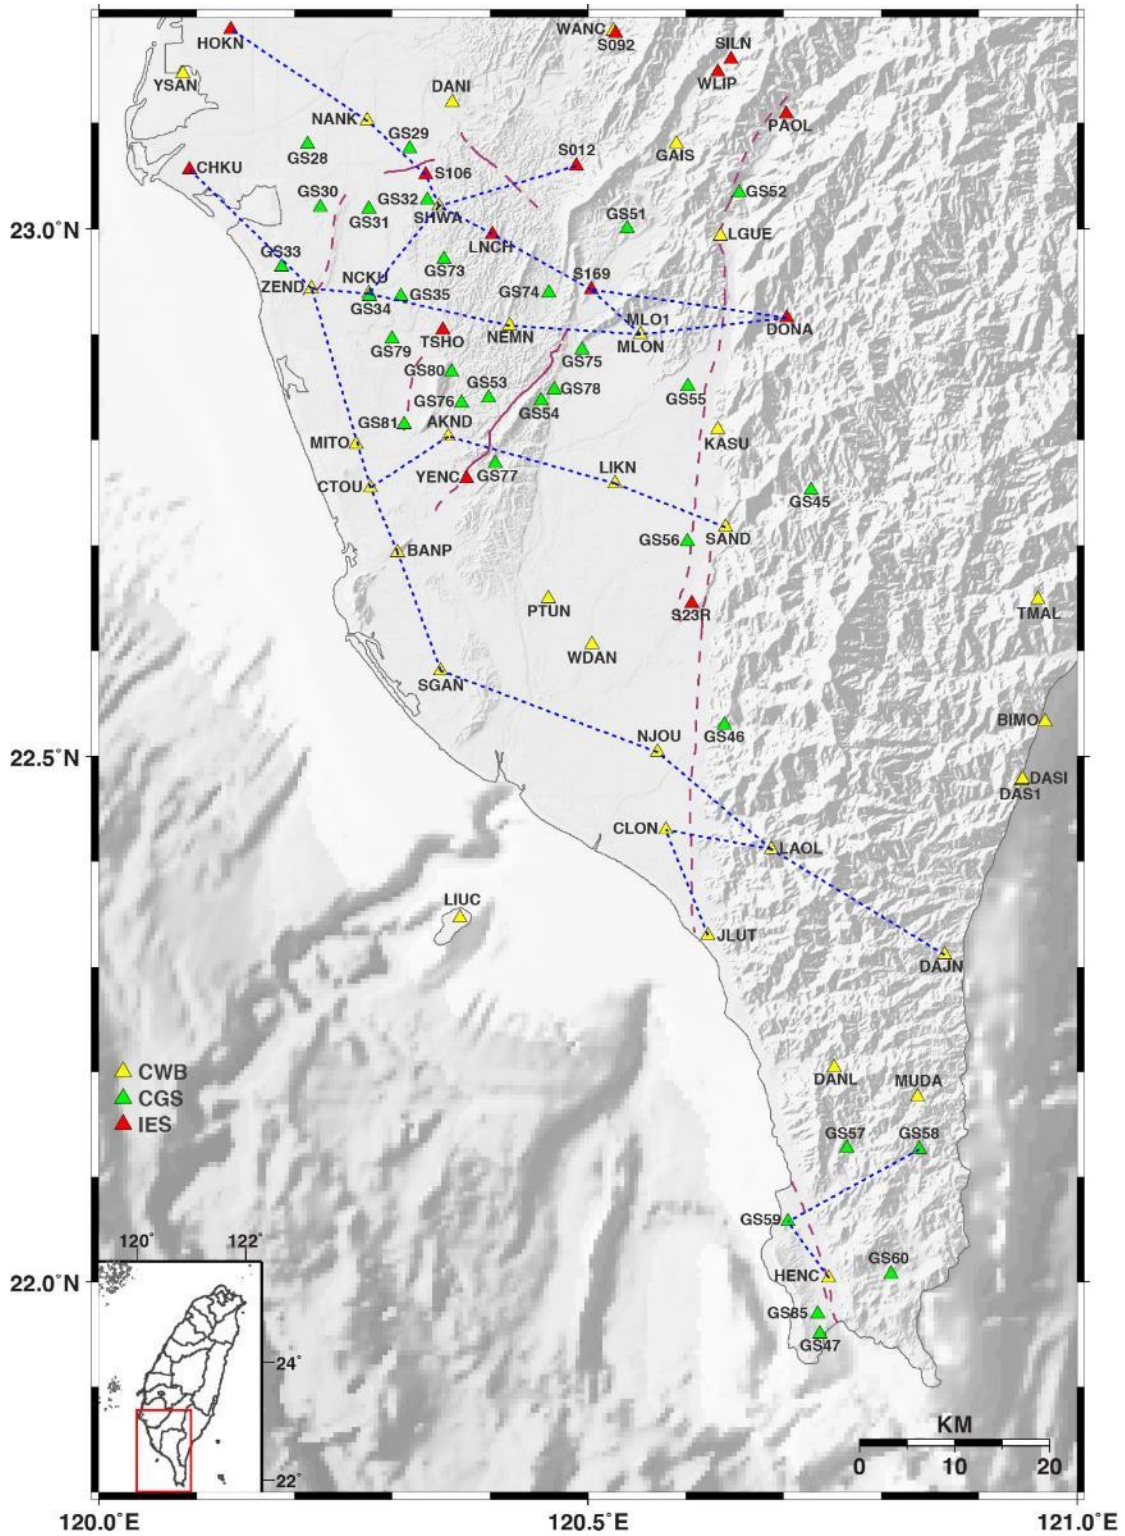 WANC
S092
HOKN
SILN
WLIP
YSAN
DANI
PAOL
NANK
GS29
GS28
S012
GAIS
CHKU
S106
GS52
GS30
GS32
GS31
SHWA
GS51
23.0°N
LNCH
LGUE
GS33
GS73
NCKU
S169
ZEND
GS34
GS35
GS74
MLO1
DONA
NEMN
MLON
TSHO
GS79
GS75
GS80
GS53
GS78
GS55
GS76
GS54
AKND
GS81
MITO
KASU
LIKN
YENC
GS77
CTOU
GS45
SAND
GS56
BANP
PTUN
S23R
TMAL
WDAN
SGAN
BIMO
NJOU
GS46
22.5°N
DASI
DAS1
CLON
LAOL
LIUC
JLUT
DAJN
CWB
DANL
MUDA
CGS
IES
GS57
GS58
GS59
120°
122°
GS60
22.0°N
HENC
GS85
GS47
24°
KM
0
10
20
22°
120.0°E
120.5°E
121.0°E